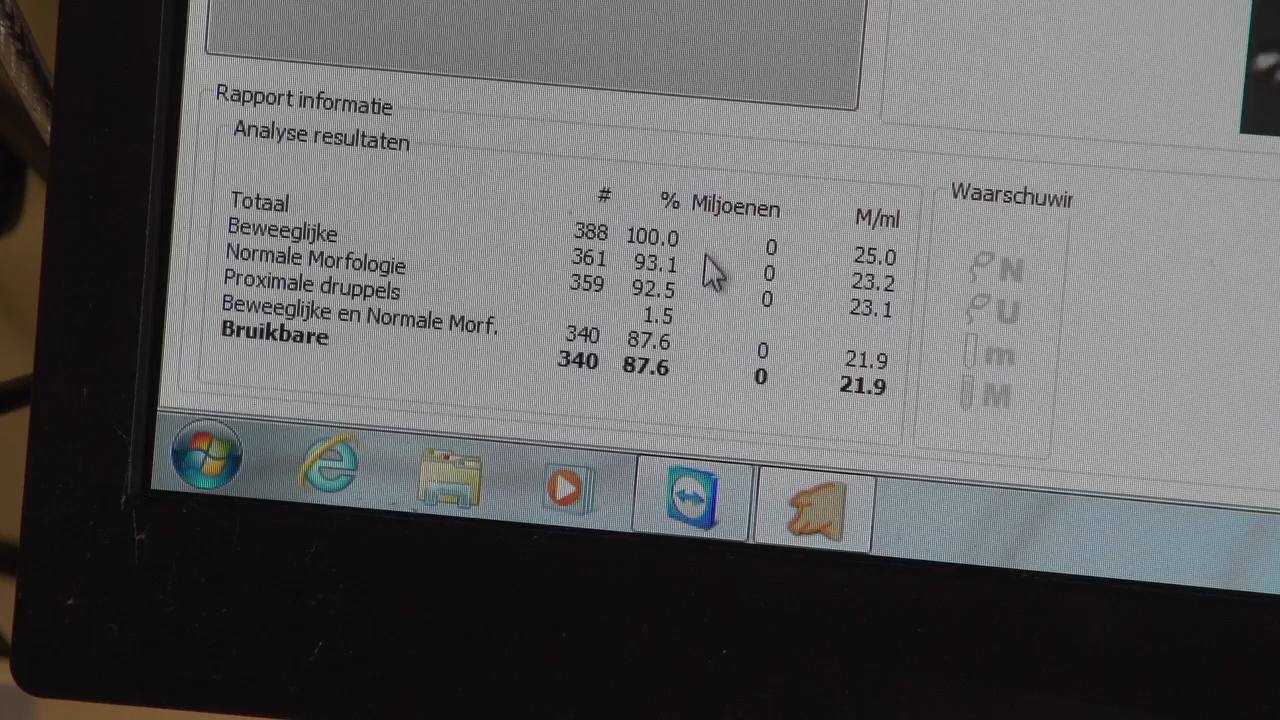 Rapport informatie
Analyse resultaten
# % Miljoenen M/ml
Totaal 388 100.0 0 25.0
Beweeglijke 361 93.1 0 23.2
Normale Morfologie 359 92.5 0 23.1
Proximale druppels 1.5
Beweeglijke en Normale Morf. 340 87.6 0 21.9
Bruikbare 340 87.6 0 21.9
Waarschuwin
N
U
m
M